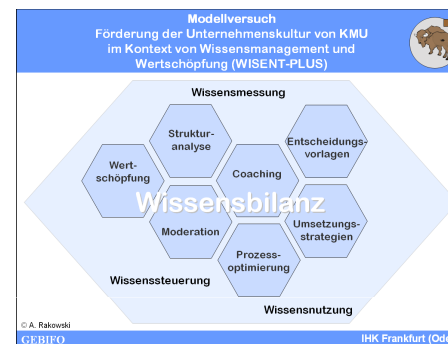 Modellversuch
Förderung der Unternehmenskultur von KMU
im Kontext von Wissensmanagement und
Wertschöpfung (WISENT-PLUS)
Wissensmessung
Struktur-
analyse
Entscheidungs-
vorlagen
Wert-
schöpfung
Coaching
Wissensbilanz
Moderation
Umsetzungs-
strategien
Prozess-
optimierung
Wissenssteuerung
Wissensnutzung
© A. Rakowski
GEBIFO
IHK Frankfurt (Ode